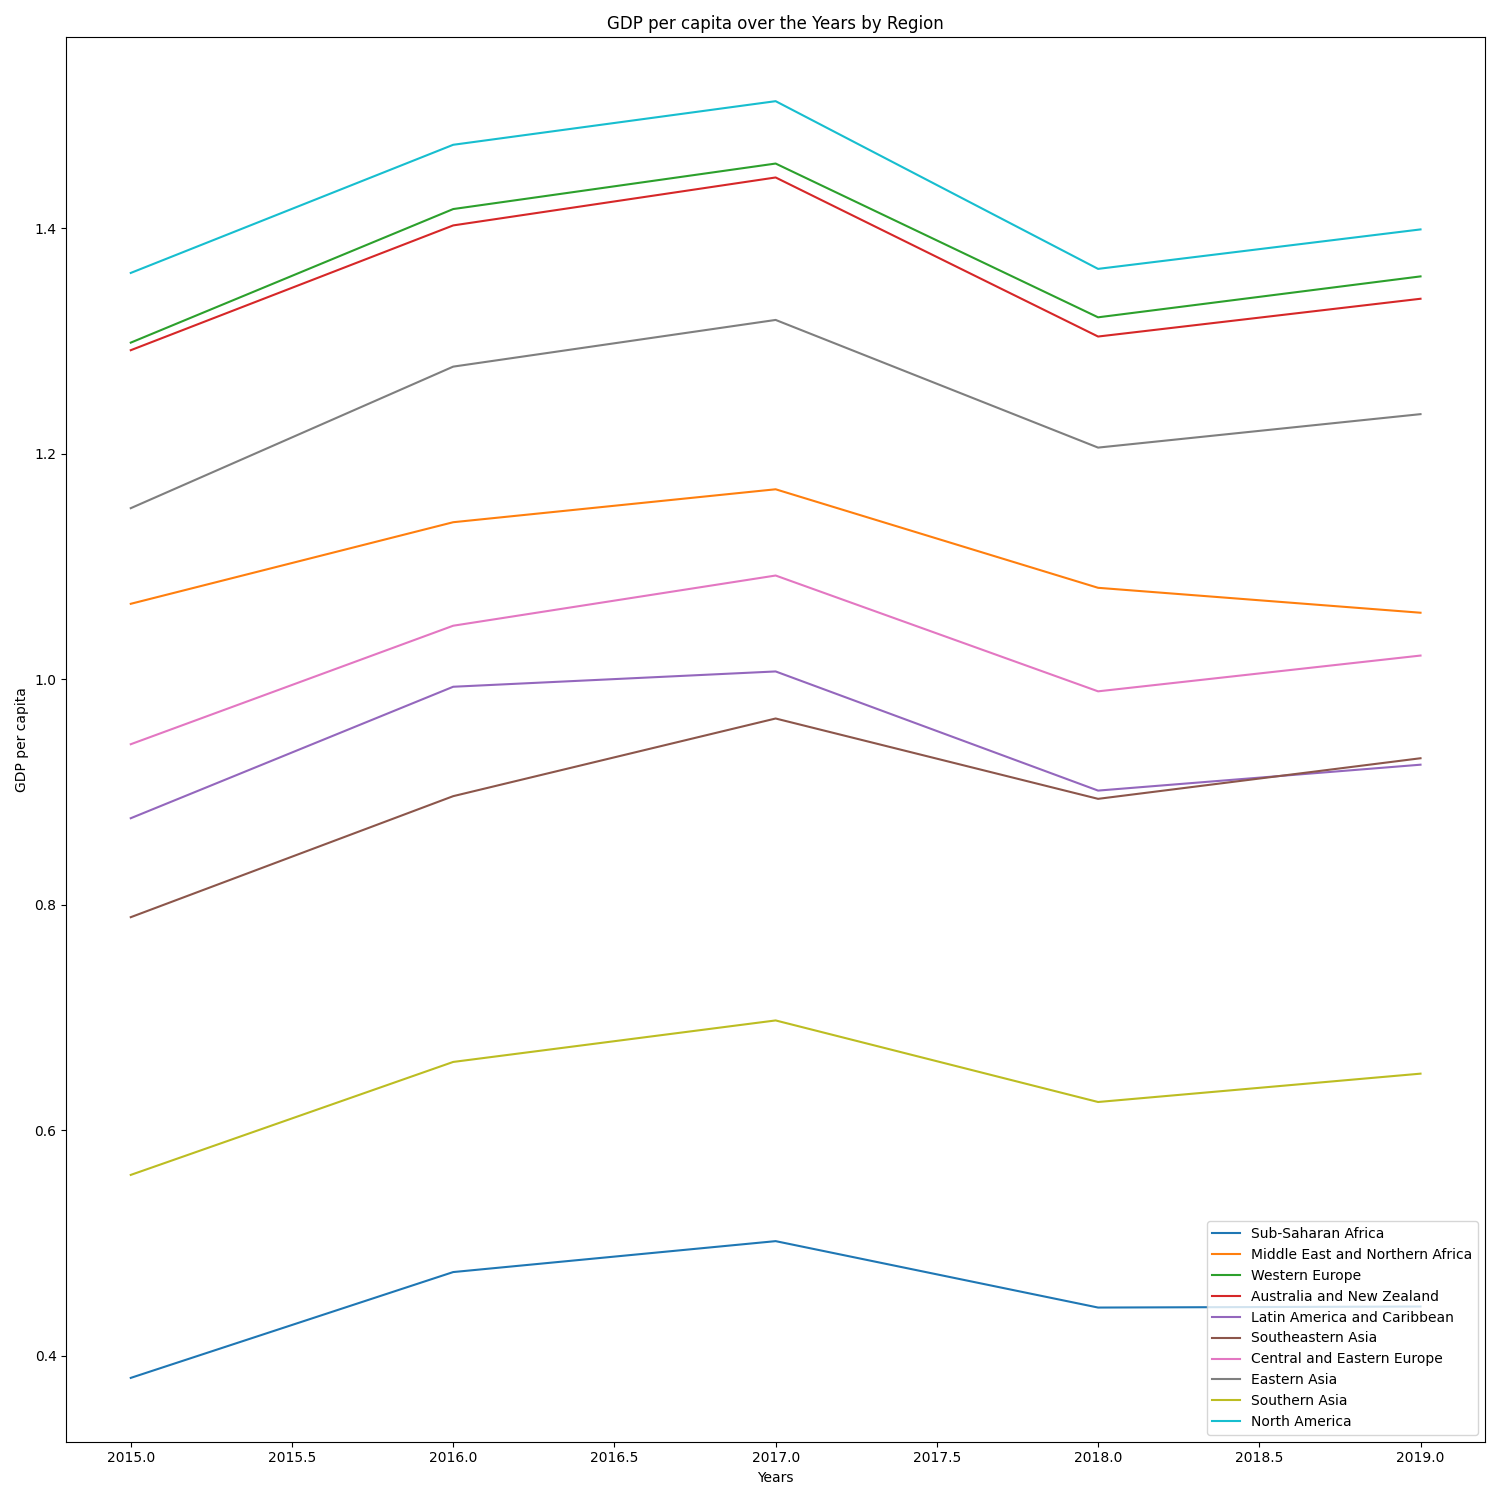 GDP per capita over the Years by Region
GDP per capita
1.4
1.2
1.0
0.8
0.6
0.4
Sub-Saharan Africa
Middle East and Northern Africa
Western Europe
Australia and New Zealand
Latin America and Caribbean
Southeastern Asia
Central and Eastern Europe
Eastern Asia
Southern Asia
North America
2015.0 2015.5 2016.0 2016.5 2017.0 2017.5 2018.0 2018.5 2019.0
Years